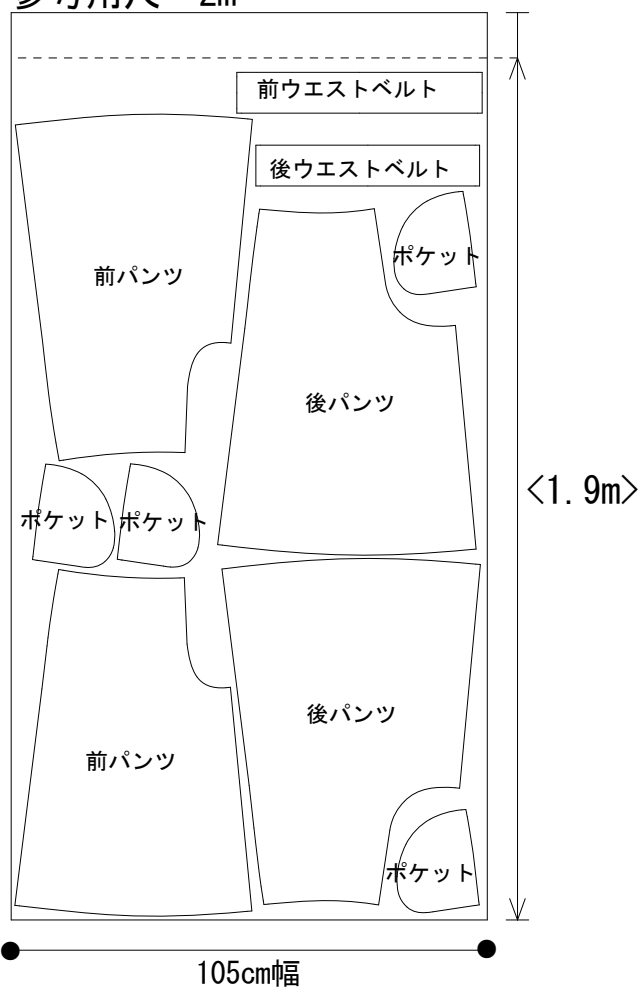 参考用尺 2m
前ウエストベルト
後ウエストベルト
ポケット
前パンツ
後パンツ
<1.9m>
ポケット
ポケット
後パンツ
前パンツ
ポケット
105cm幅